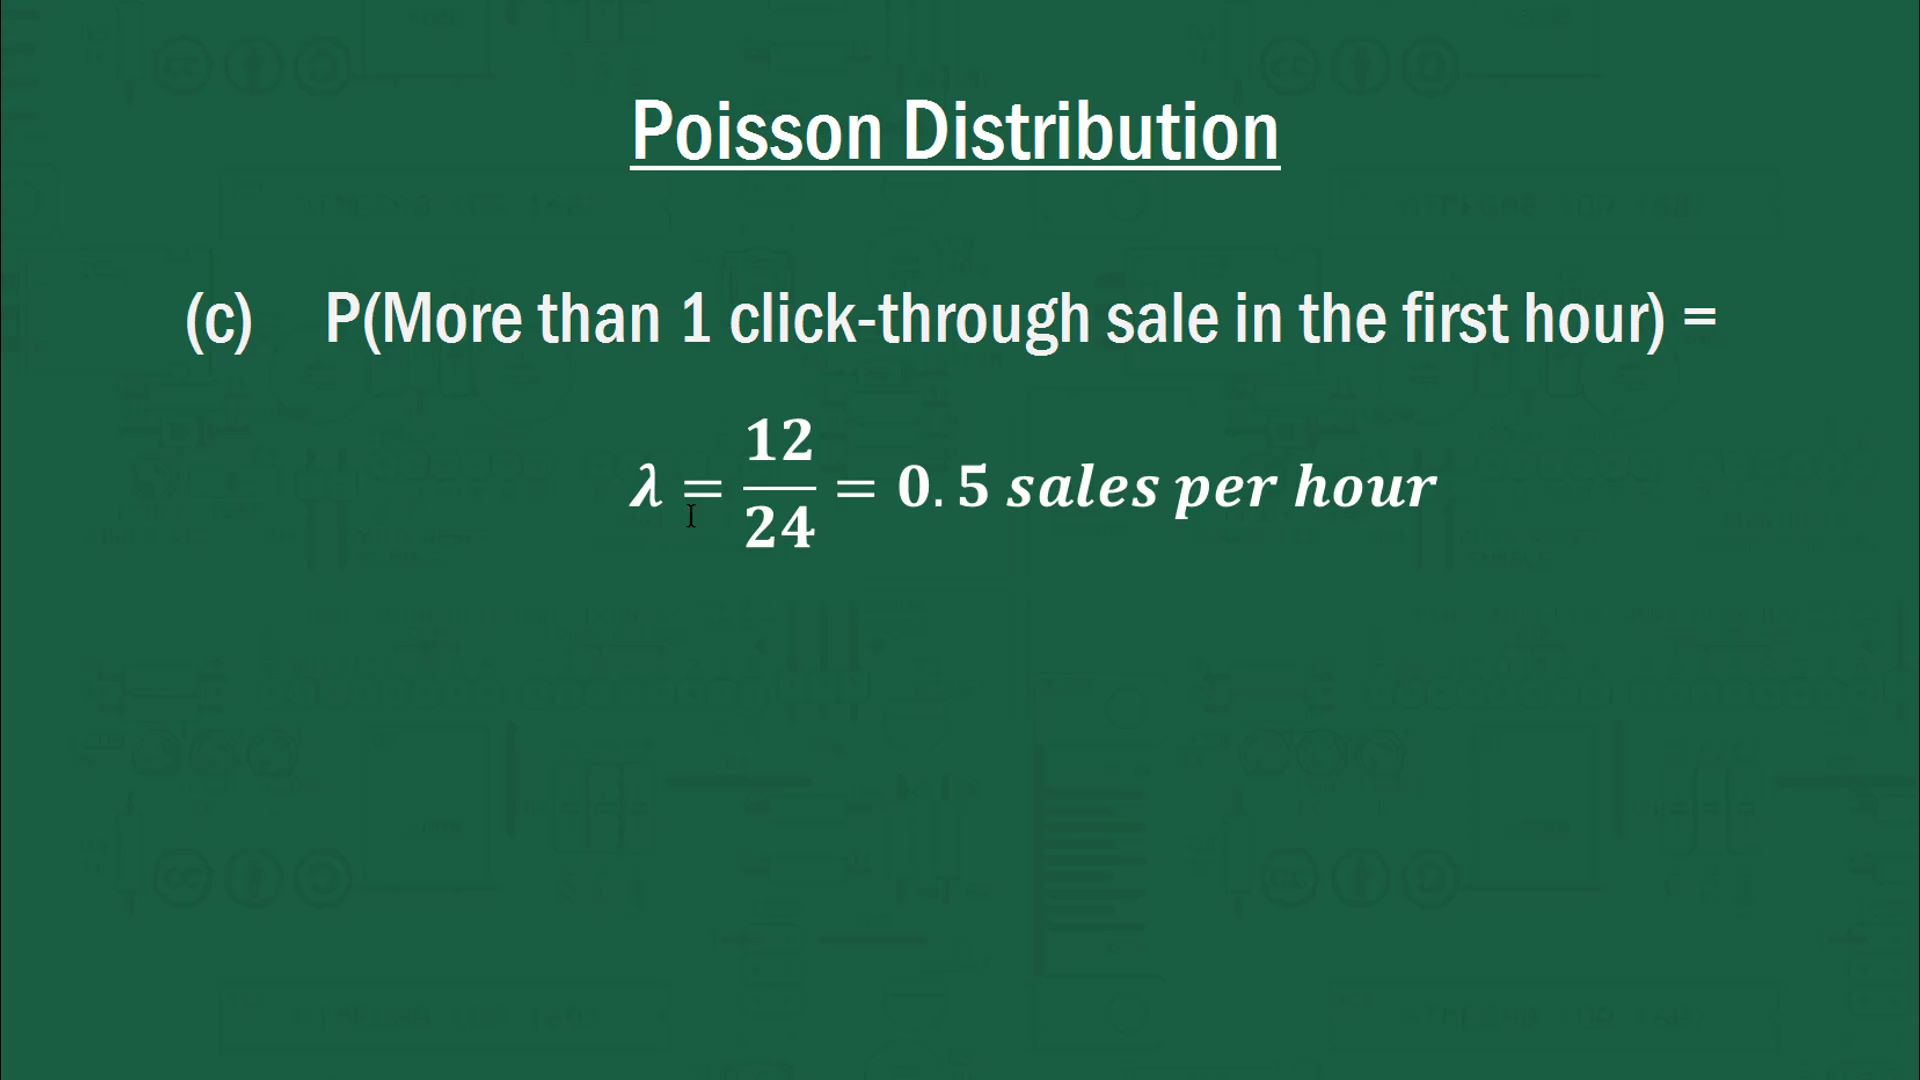 Poisson Distribution
(c) P(More than 1 click-through sale in the first hour) =
λ = 12/24 = 0.5 sales per hour